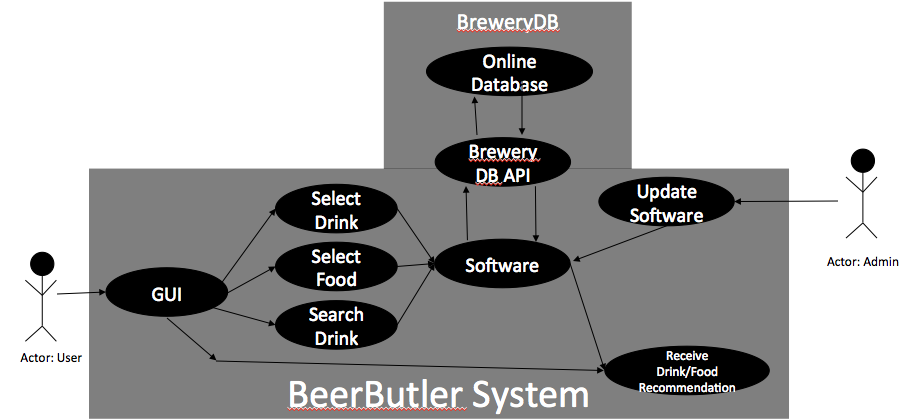 BreweryDB
Online
Database
Brewery
DB API
Select
Drink
Update
Software
Select
Food
Software
Actor: Admin
GUI
Search
Drink
Actor: User
Receive
Drink/Food
Recommendation
BeerButler System